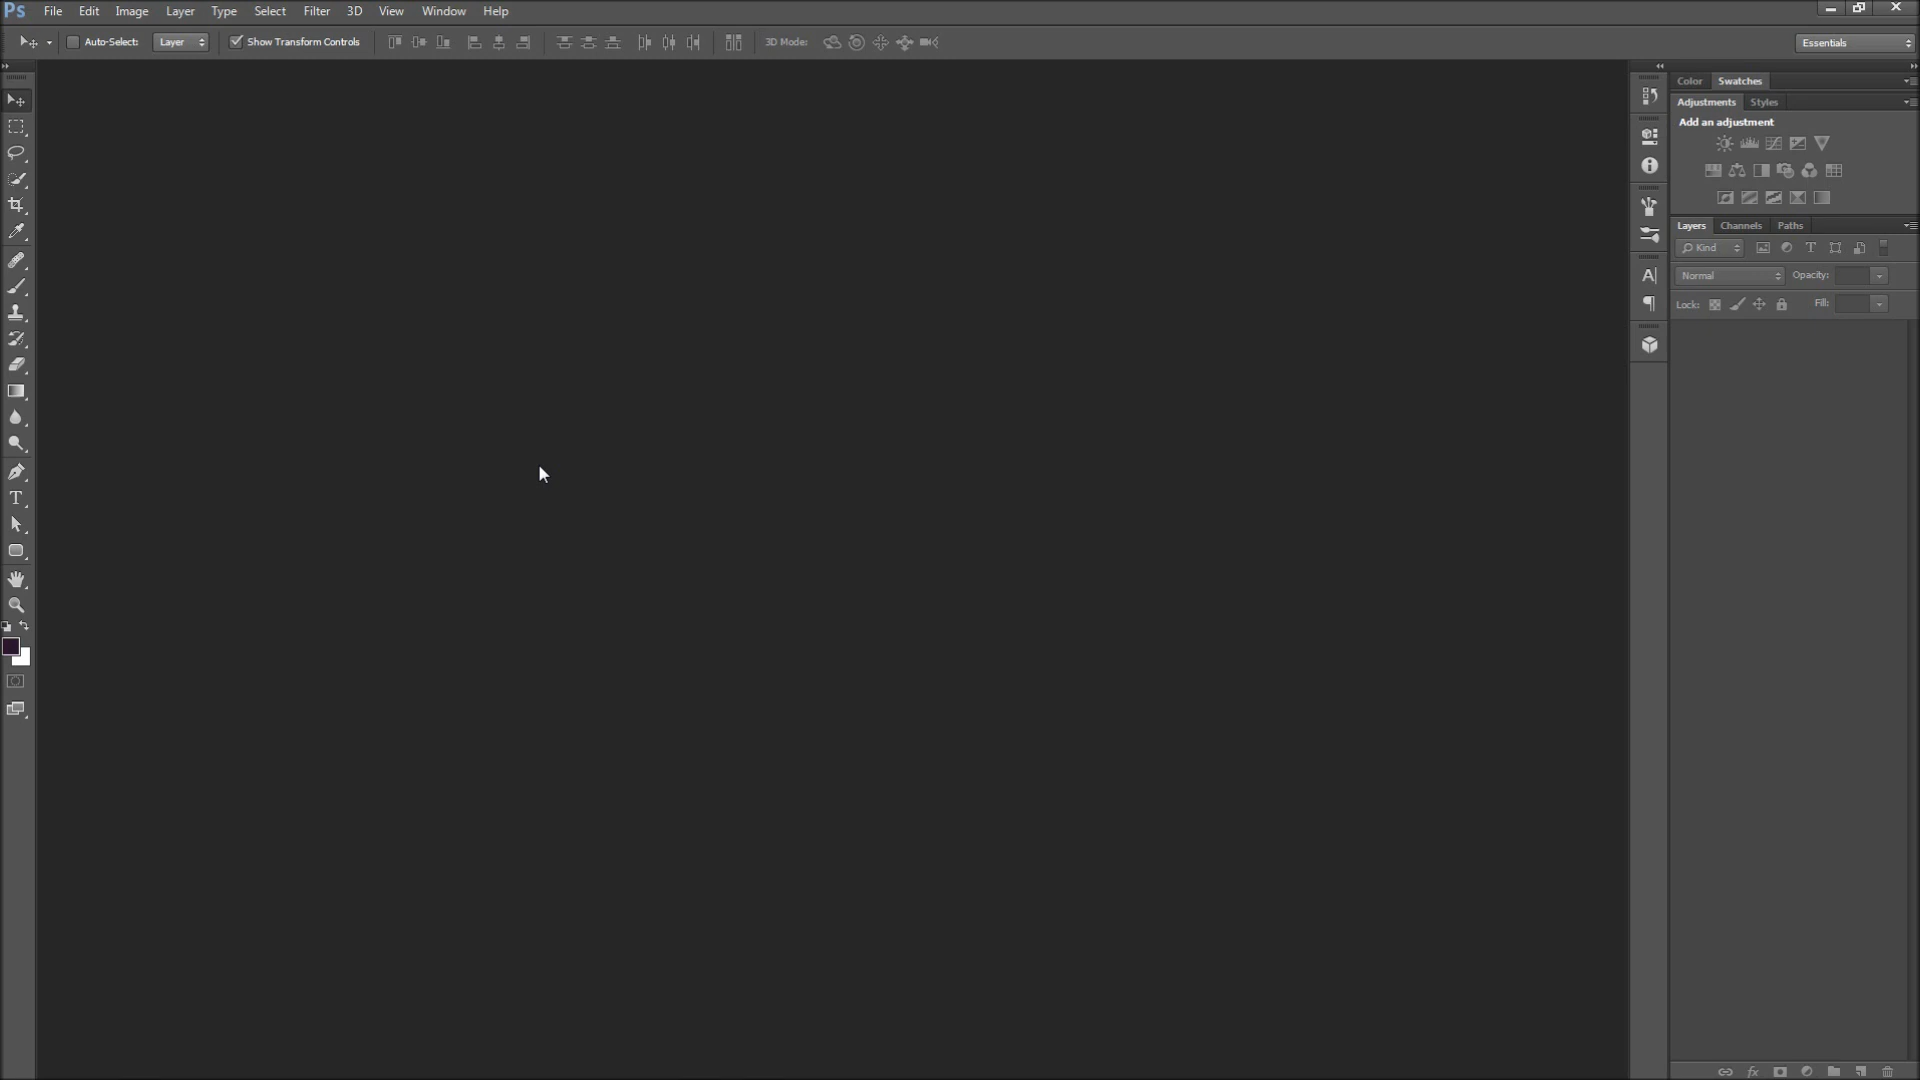 Ps File Edit Image Layer Type Select Filter 3D View Window Help
Auto-Select: Layer Show Transform Controls 3D Mode: Essentials
Color Swatches
Adjustments Styles
Add an adjustment
Layers Channels Paths
Kind T
Normal Opacity:
Lock: Fill:
A
T
fx